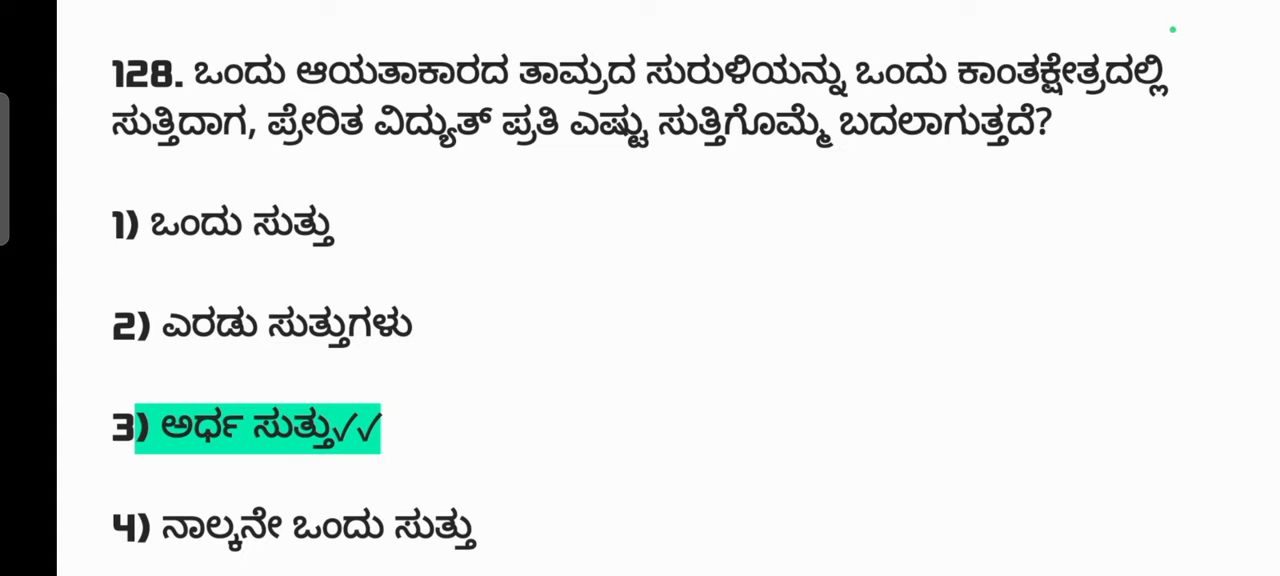 128. ಒಂದು ಆಯತಾಕಾರದ ತಾಮ್ರದ ಸುರುಳಿಯನ್ನು ಒಂದು ಕಾಂತಕ್ಷೇತ್ರದಲ್ಲಿ
ಸುತ್ತಿದಾಗ, ಪ್ರೇರಿತ ವಿದ್ಯುತ್ ಪ್ರತಿ ಎಷ್ಟು ಸುತ್ತಿಗೊಮ್ಮೆ ಬದಲಾಗುತ್ತದೆ?
1) ಒಂದು ಸುತ್ತು
2) ಎರಡು ಸುತ್ತುಗಳು
3) ಅರ್ಧ ಸುತ್ತು✓✓
4) ನಾಲ್ಕನೇ ಒಂದು ಸುತ್ತು